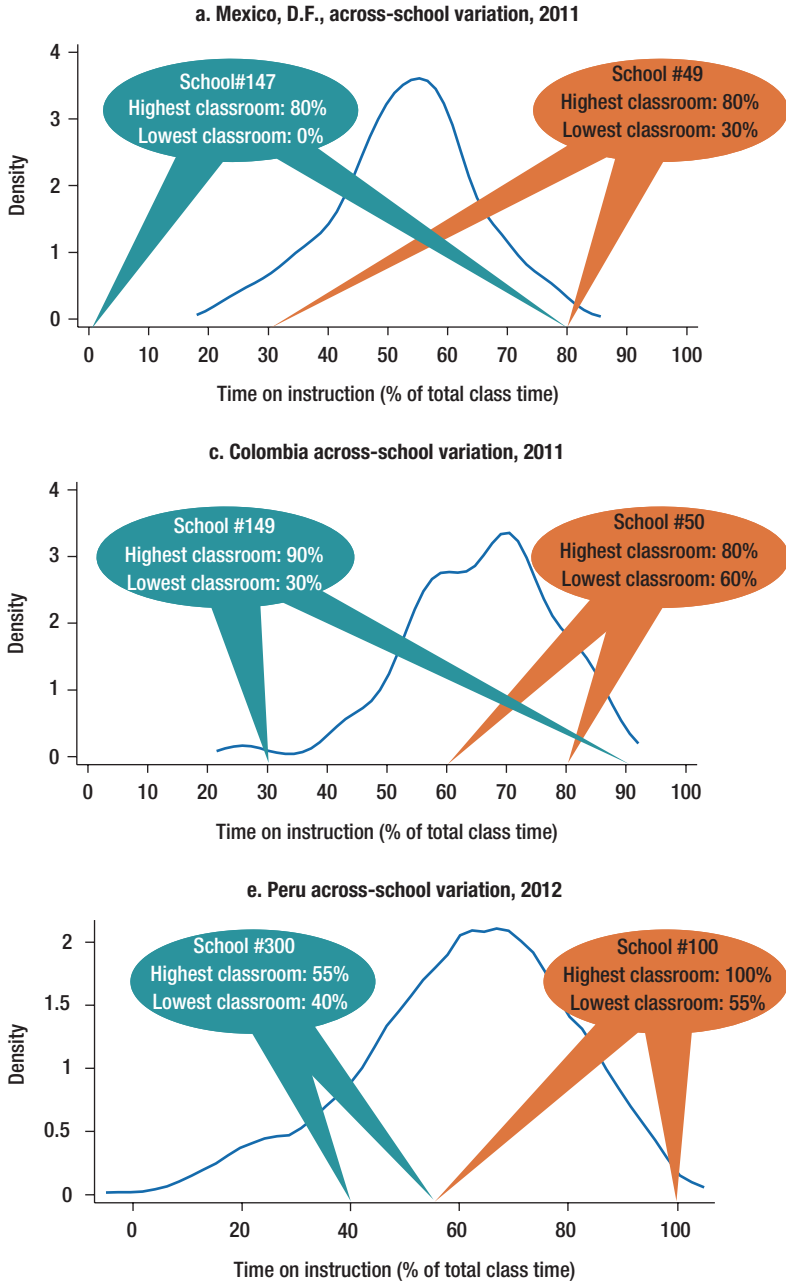 a. Mexico, D.F., across-school variation, 2011
4
3
2
1
0
Density
School#147
Highest classroom: 80%
Lowest classroom: 0%
School #49
Highest classroom: 80%
Lowest classroom: 30%
0 10 20 30 40 50 60 70 80 90 100
Time on instruction (% of total class time)
c. Colombia across-school variation, 2011
4
3
2
1
0
Density
School #149
Highest classroom: 90%
Lowest classroom: 30%
School #50
Highest classroom: 80%
Lowest classroom: 60%
0 10 20 30 40 50 60 70 80 90 100
Time on instruction (% of total class time)
e. Peru across-school variation, 2012
2
1.5
1
0.5
0
Density
School #300
Highest classroom: 55%
Lowest classroom: 40%
School #100
Highest classroom: 100%
Lowest classroom: 55%
0 20 40 60 80 100
Time on instruction (% of total class time)